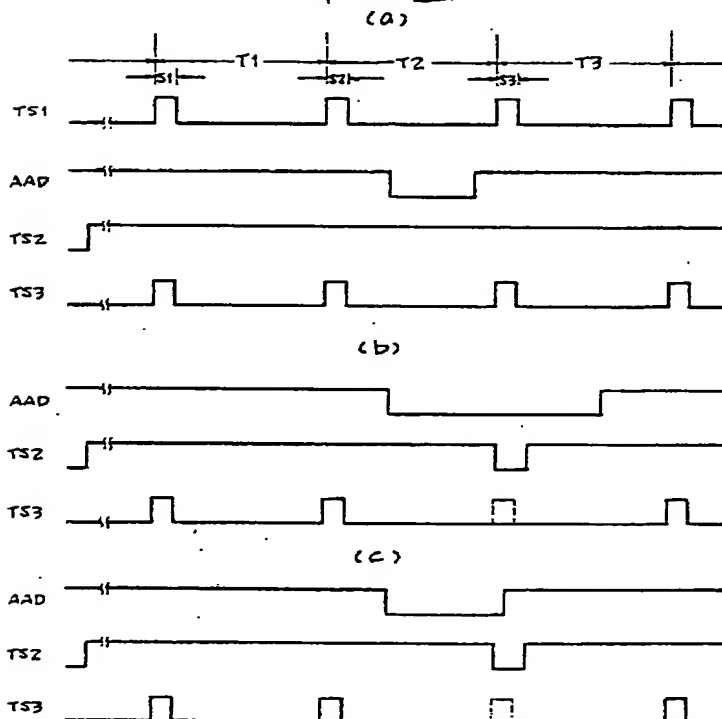 (a)
T1 T2 T3
S1 S2 S3
TS1
AAD
TS2
TS3
(b)
AAD
TS2
TS3
(c)
AAD
TS2
TS3